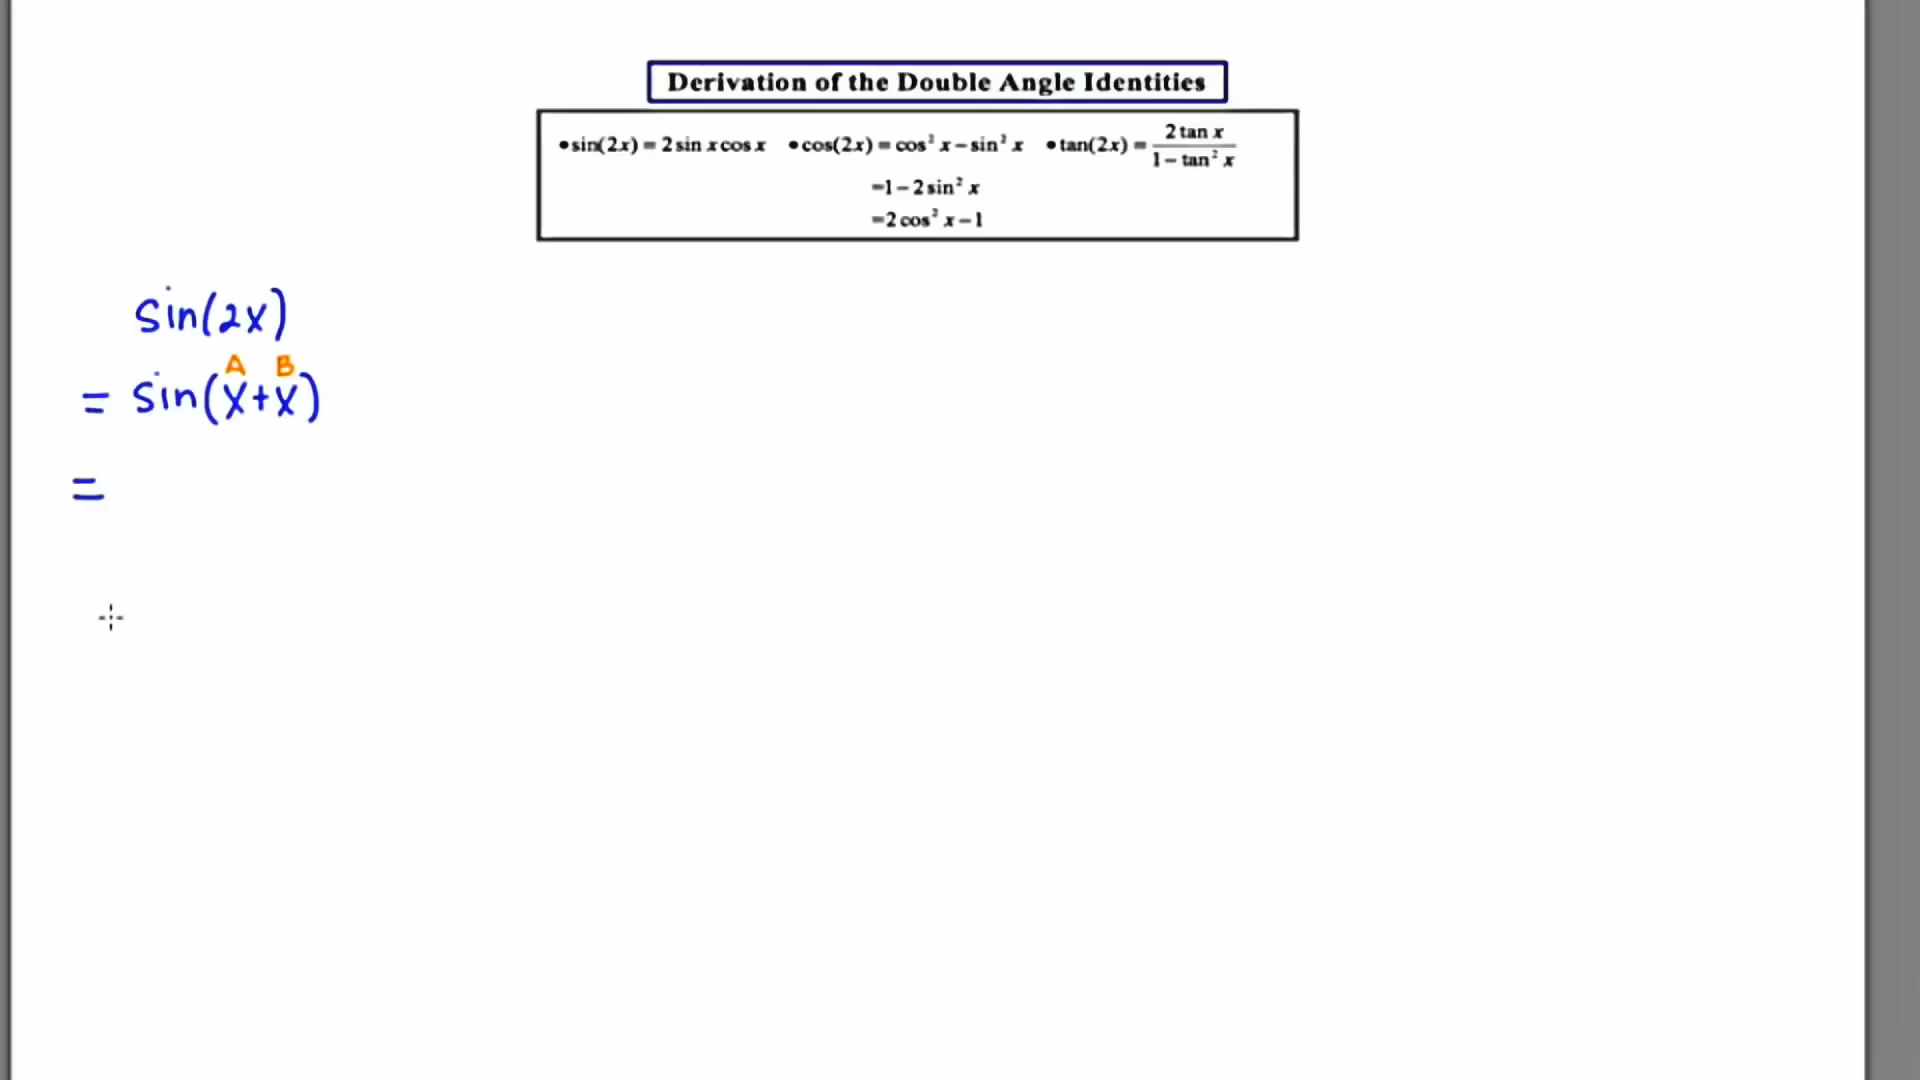 Derivation of the Double Angle Identities
•sin(2x) = 2 sin x cos x •cos(2x) = cos² x − sin² x •tan(2x) = 2 tan x / 1 − tan² x
=1 − 2 sin² x
=2 cos² x − 1
sin(2x)
A B
= sin(x+x)
=